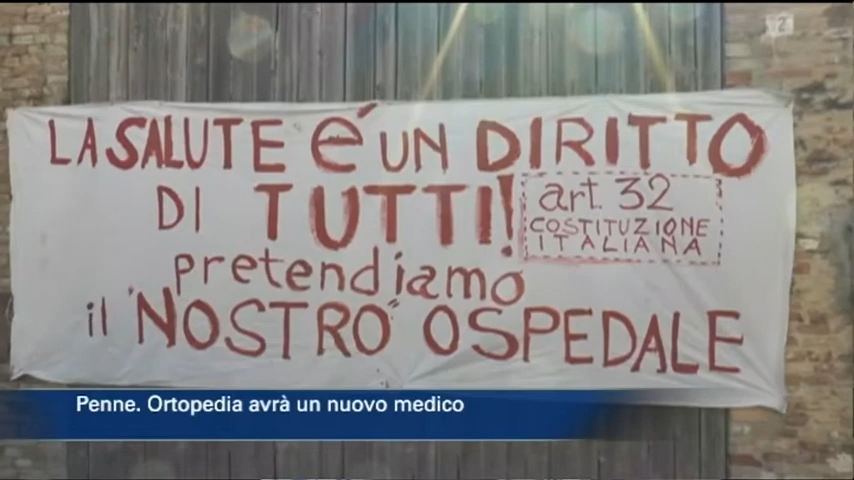 LA SALUTE É UN DIRITTO
DI TUTTI!
art. 32
COSTITUZIONE
ITALIANA
pretendiamo
il "NOSTRO" OSPEDALE
Penne. Ortopedia avrà un nuovo medico
2